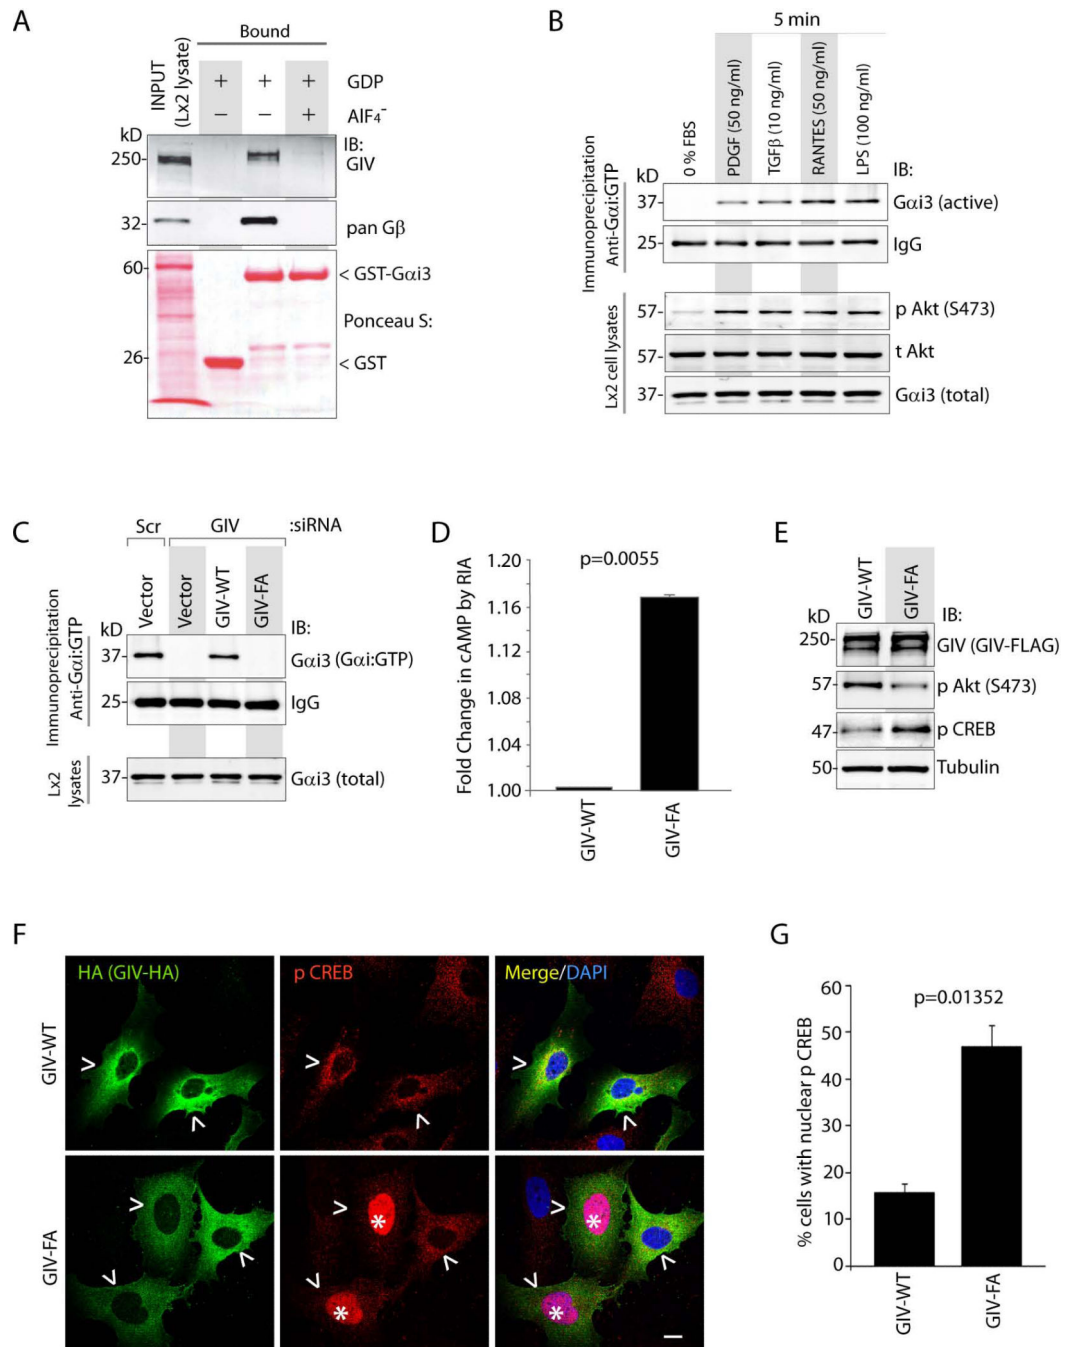 A
Bound
INPUT
(Lx2 lysate)
+ + + GDP
− − + AlF₄⁻
kD
IB:
250- GIV
32- pan Gβ
60-
< GST-Gαi3
Ponceau S:
26-
< GST
B
5 min
0 % FBS
PDGF (50 ng/ml)
TGFβ (10 ng/ml)
RANTES (50 ng/ml)
LPS (100 ng/ml)
Immunoprecipitation
Anti-Gαi:GTP
kD IB:
37- Gαi3 (active)
25- IgG
Lx2 cell lysates
57- p Akt (S473)
57- t Akt
37- Gαi3 (total)
C
Scr GIV :siRNA
Vector
Vector
GIV-WT
GIV-FA
Immunoprecipitation
Anti-Gαi:GTP
kD IB:
37- Gαi3 (Gαi:GTP)
25- IgG
Lx2
lysates
37- Gαi3 (total)
D
Fold Change in cAMP by RIA
p=0.0055
1.20
1.16
1.12
1.08
1.04
1.00
GIV-WT
GIV-FA
E
GIV-WT
GIV-FA
kD IB:
250- GIV (GIV-FLAG)
57- p Akt (S473)
47- p CREB
50- Tubulin
F
HA (GIV-HA) p CREB Merge/DAPI
GIV-WT
> > >
> > >
GIV-FA
> > >
> > >
> > >
* *
* *
G
% cells with nuclear p CREB
p=0.01352
60
50
40
30
20
10
0
GIV-WT
GIV-FA